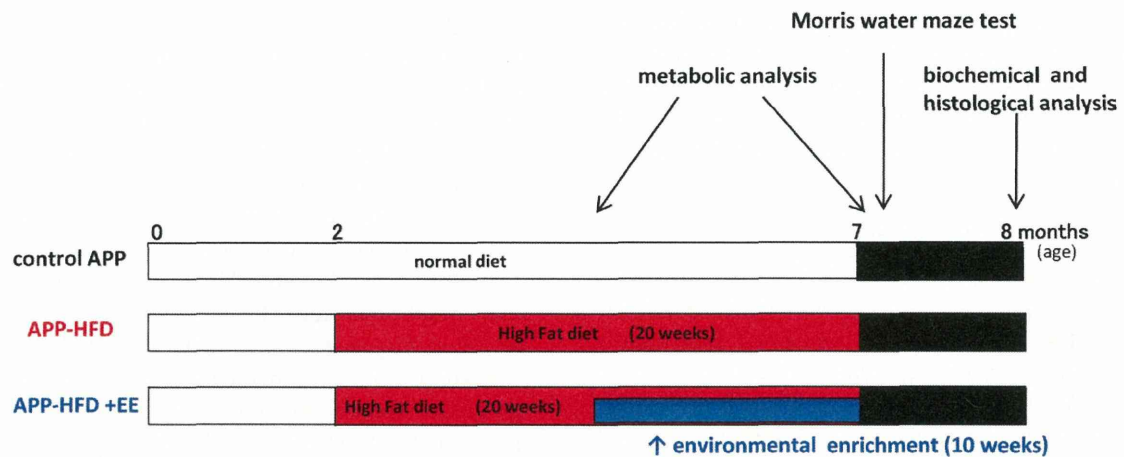 Morris water maze test
metabolic analysis
biochemical and
histological analysis
0 2 7 8 months
(age)
control APP
normal diet
APP-HFD
High Fat diet (20 weeks)
APP-HFD +EE
High Fat diet (20 weeks)
↑ environmental enrichment (10 weeks)